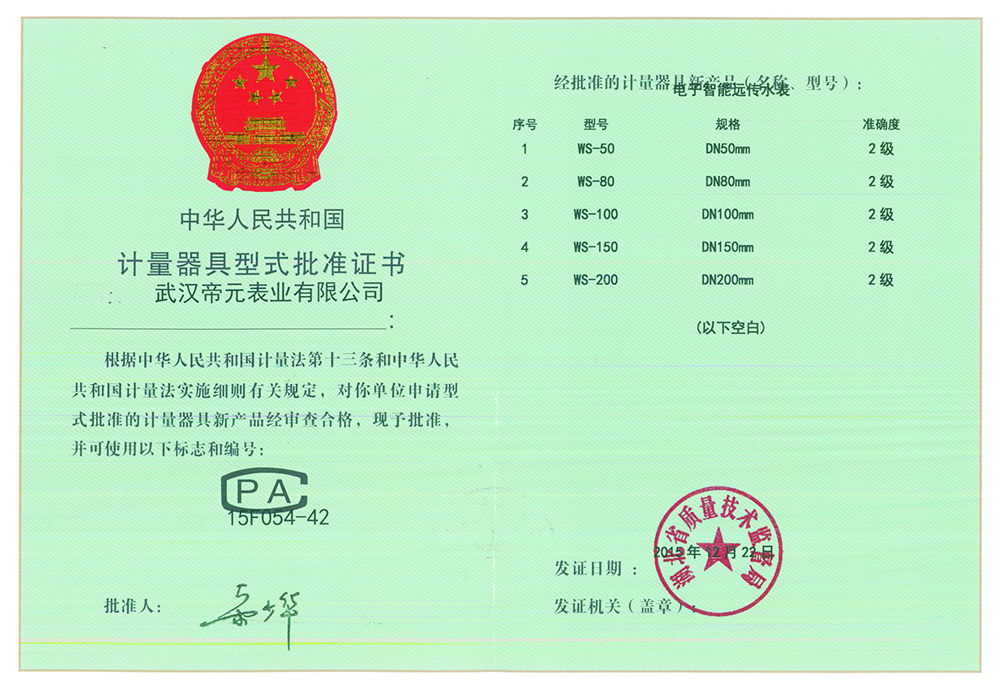 中华人民共和国
计量器具型式批准证书
武汉帝元表业有限公司
:
根据中华人民共和国计量法第十三条和中华人民
共和国计量法实施细则有关规定，对你单位申请型
式批准的计量器具新产品经审查合格，现予批准，
并可使用以下标志和编号：
CPA
15F054-42
批准人：
经批准的计量器具新产品（名称、型号）：
电子智能远传水表
序号 型号 规格 准确度
1 WS-50 DN50mm 2级
2 WS-80 DN80mm 2级
3 WS-100 DN100mm 2级
4 WS-150 DN150mm 2级
5 WS-200 DN200mm 2级
(以下空白)
湖北省质量技术监督局
2015年12月22日
发证日期：
发证机关（盖章）：